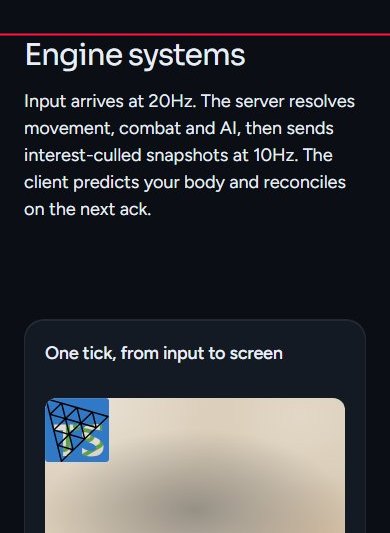 Engine systems
Input arrives at 20Hz. The server resolves
movement, combat and AI, then sends
interest-culled snapshots at 10Hz. The
client predicts your body and reconciles
on the next ack.
One tick, from input to screen
TS